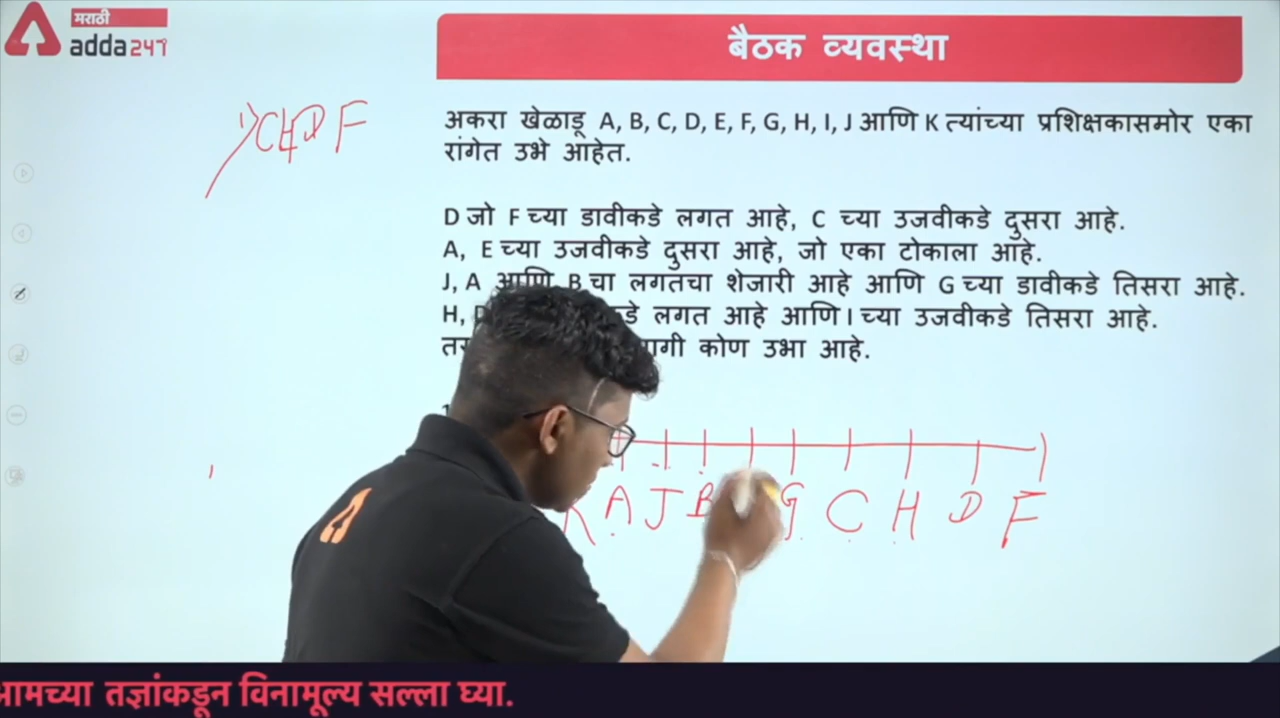 मराठी
adda247
बैठक व्यवस्था
1) CHD F
अकरा खेळाडू A, B, C, D, E, F, G, H, I, J आणि K त्यांच्या प्रशिक्षकासमोर एका
रांगेत उभे आहेत.
D जो F च्या डावीकडे लगत आहे, C च्या उजवीकडे दुसरा आहे.
A, E च्या उजवीकडे दुसरा आहे, जो एका टोकाला आहे.
J, A आणि B चा लगतचा शेजारी आहे आणि G च्या डावीकडे तिसरा आहे.
H, लगत आहे आणि I च्या उजवीकडे तिसरा आहे.
कोण उभा आहे.
K A J B G C H D F
आमच्या तज्ञांकडून विनामूल्य सल्ला घ्या.